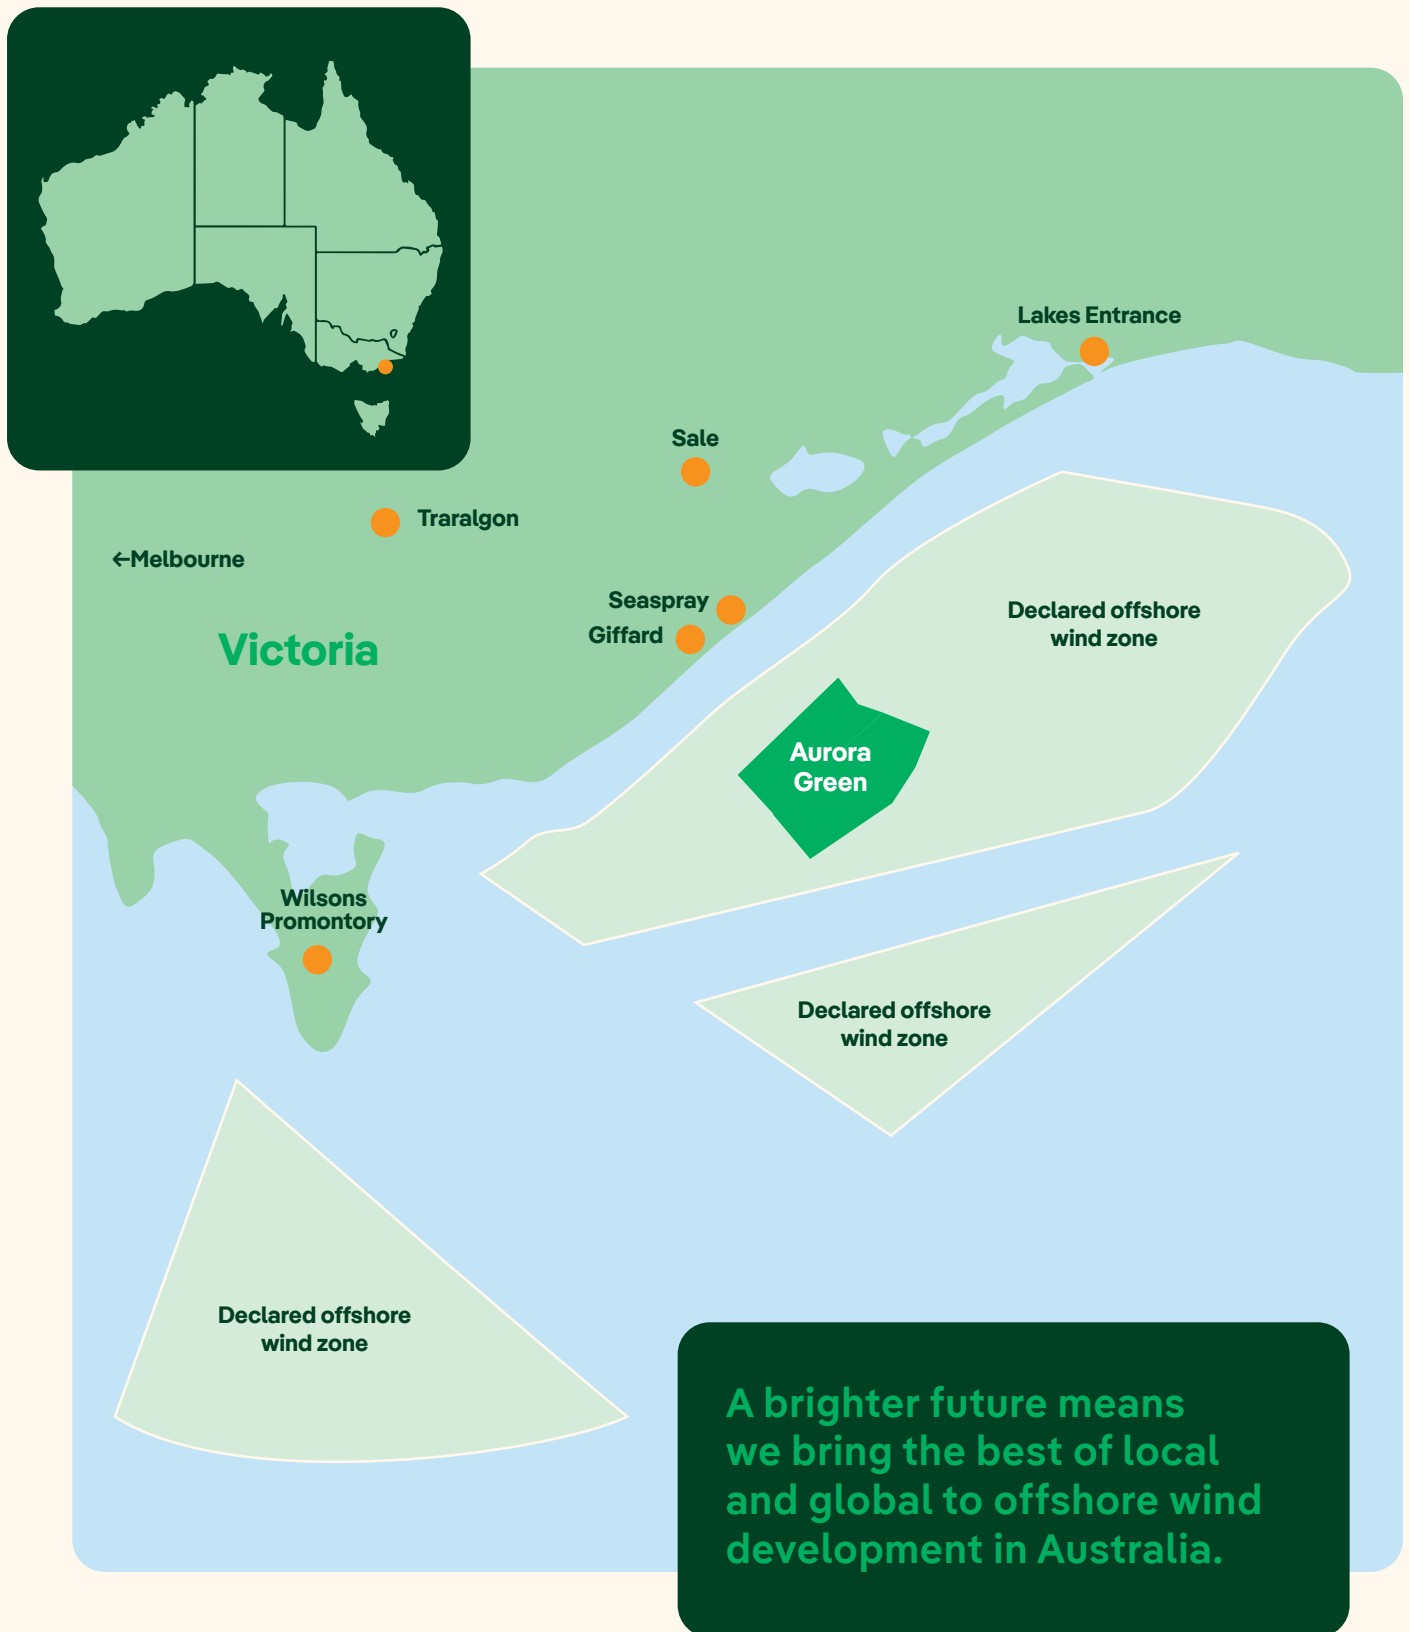 Lakes Entrance
Sale
Traralgon
←Melbourne
Seaspray
Giffard
Victoria
Declared offshore
wind zone
Aurora
Green
Wilsons
Promontory
Declared offshore
wind zone
Declared offshore
wind zone
A brighter future means
we bring the best of local
and global to offshore wind
development in Australia.